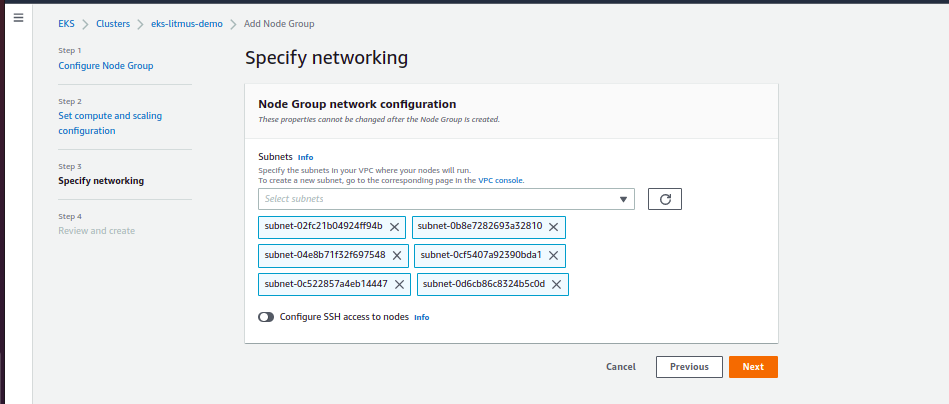 EKS > Clusters > eks-litmus-demo > Add Node Group
Step 1
Configure Node Group
Step 2
Set compute and scaling
configuration
Step 3
Specify networking
Step 4
Review and create
Specify networking
Node Group network configuration
These properties cannot be changed after the Node Group is created.
Subnets Info
Specify the subnets in your VPC where your nodes will run.
To create a new subnet, go to the corresponding page in the VPC console.
Select subnets
subnet-02fc21b04924ff94b subnet-0b8e7282693a32810
subnet-04e8b71f32f697548 subnet-0cf5407a92390bda1
subnet-0c522857a4eb14447 subnet-0d6cb86c8324b5c0d
Configure SSH access to nodes Info
Cancel Previous Next